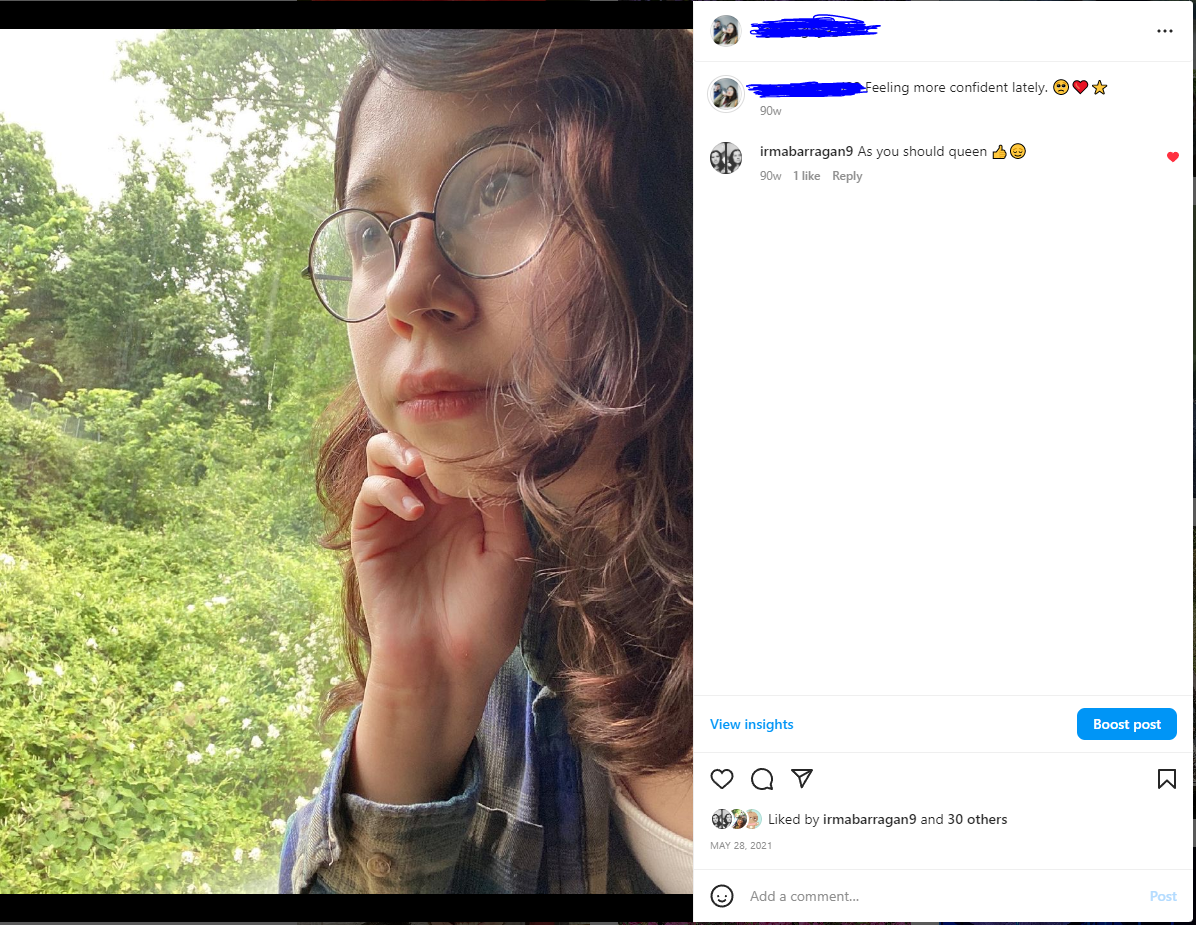 Feeling more confident lately. 🥺❤️⭐
90w
irmabarragan9 As you should queen 👍😌
90w 1 like Reply
View insights
Boost post
Liked by irmabarragan9 and 30 others
MAY 28, 2021
Add a comment...
Post